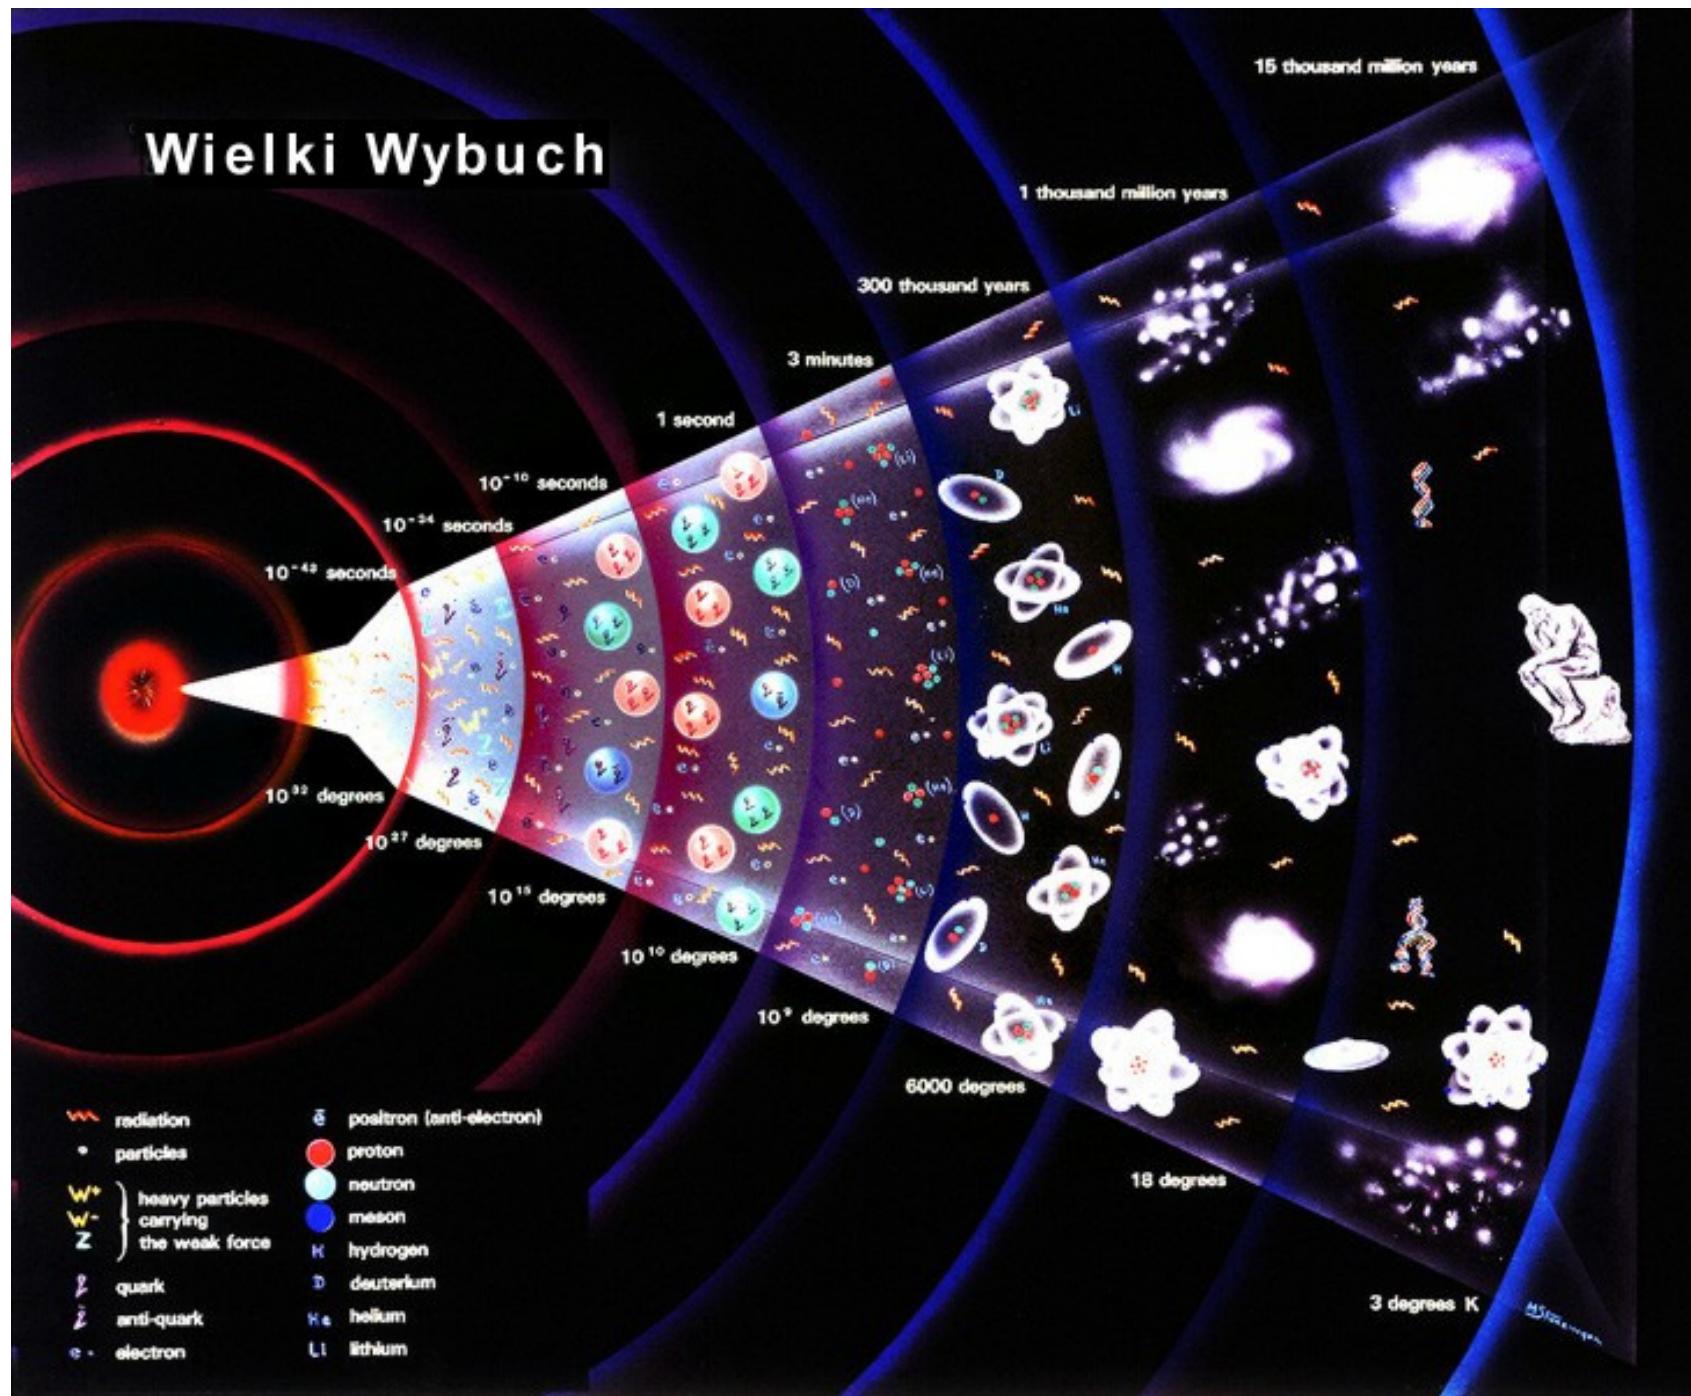 Wielki Wybuch
15 thousand million years
1 thousand million years
300 thousand years
3 minutes
1 second
10⁻¹⁰ seconds
10⁻³⁴ seconds
10⁻⁴³ seconds
10³² degrees
10²⁷ degrees
10¹⁵ degrees
10¹⁰ degrees
10⁹ degrees
6000 degrees
18 degrees
3 degrees K
radiation
particles
W⁺
W⁻
Z
heavy particles
carrying
the weak force
q quark
q̄ anti-quark
e - electron
ē positron (anti-electron)
proton
neutron
meson
H hydrogen
D deuterium
He helium
Li lithium